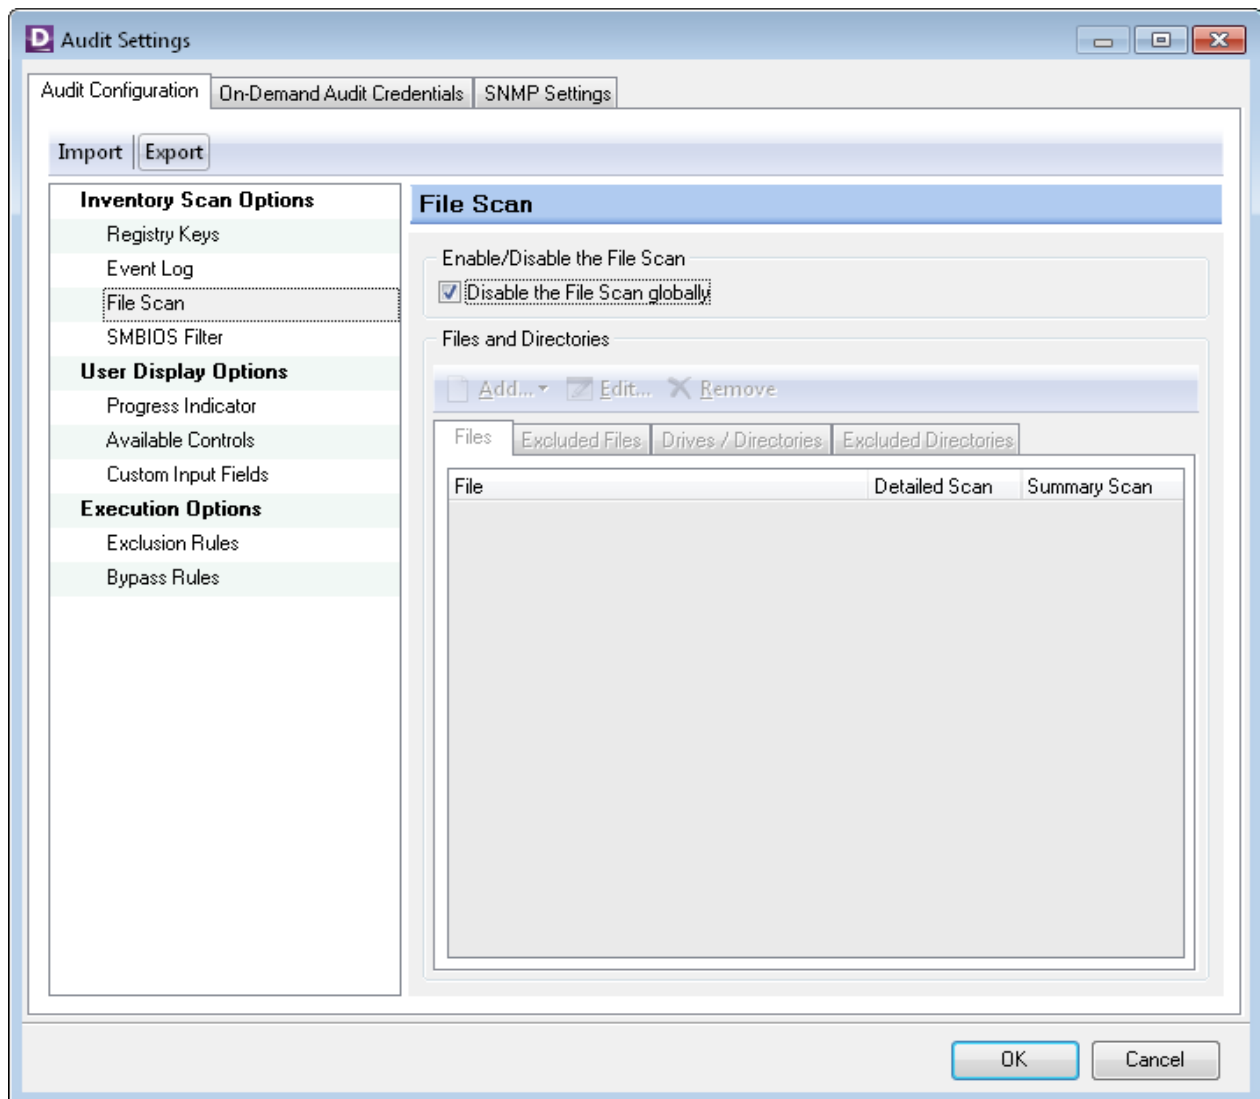 D Audit Settings
Audit Configuration On-Demand Audit Credentials SNMP Settings
Import Export
Inventory Scan Options
Registry Keys
Event Log
File Scan
SMBIOS Filter
User Display Options
Progress Indicator
Available Controls
Custom Input Fields
Execution Options
Exclusion Rules
Bypass Rules
File Scan
Enable/Disable the File Scan
Disable the File Scan globally
Files and Directories
Add... Edit... Remove
Files Excluded Files Drives / Directories Excluded Directories
File Detailed Scan Summary Scan
OK Cancel